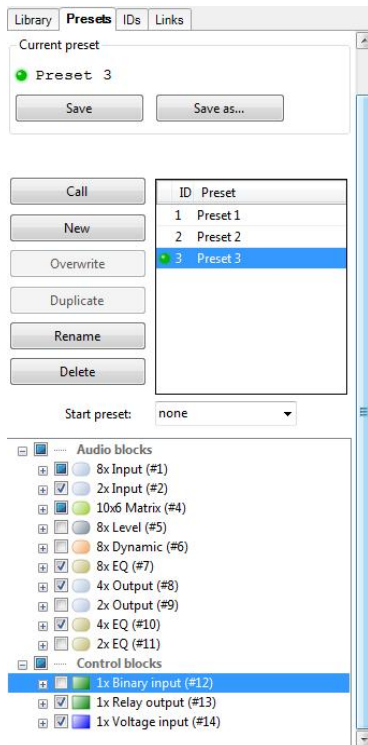 Library Presets IDs Links
Current preset
Preset 3
Save Save as...
Call
New
Overwrite
Duplicate
Rename
Delete
ID Preset
1 Preset 1
2 Preset 2
3 Preset 3
Start preset: none
Audio blocks
8x Input (#1)
2x Input (#2)
10x6 Matrix (#4)
8x Level (#5)
8x Dynamic (#6)
8x EQ (#7)
4x Output (#8)
2x Output (#9)
4x EQ (#10)
2x EQ (#11)
Control blocks
1x Binary input (#12)
1x Relay output (#13)
1x Voltage input (#14)